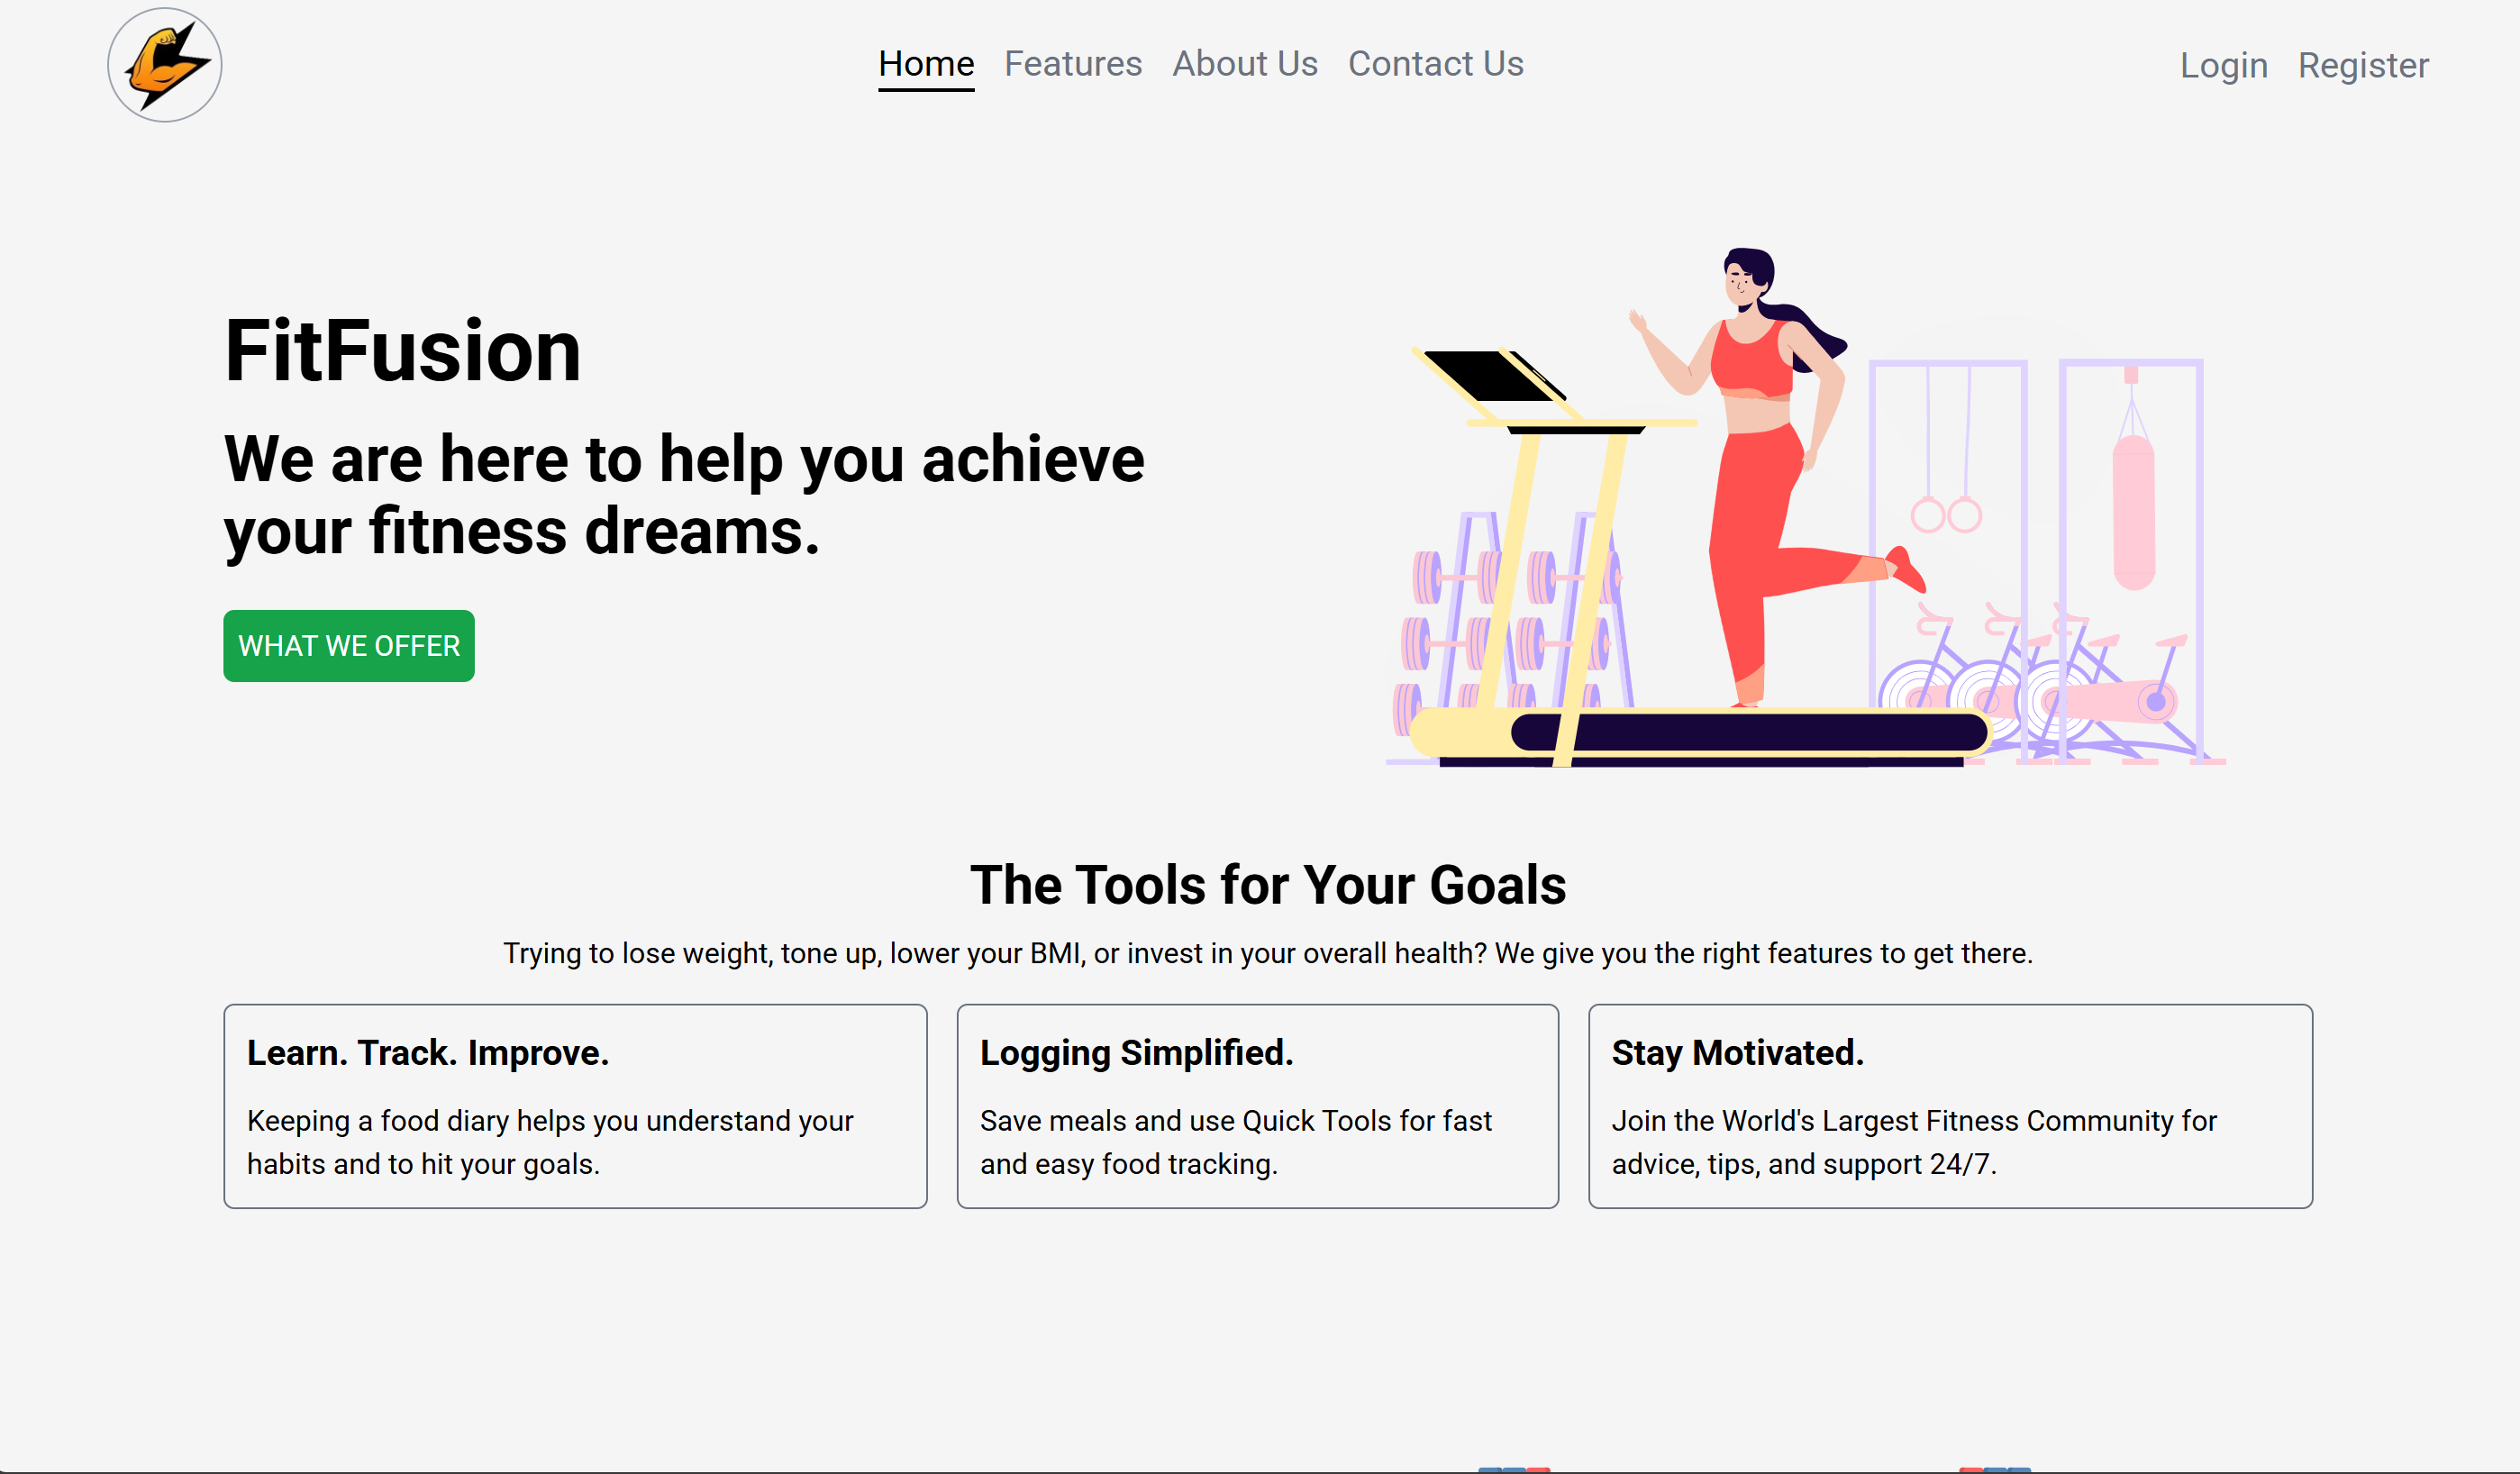 Home Features About Us Contact Us Login Register
FitFusion
We are here to help you achieve
your fitness dreams.
WHAT WE OFFER
The Tools for Your Goals
Trying to lose weight, tone up, lower your BMI, or invest in your overall health? We give you the right features to get there.
Learn. Track. Improve.
Keeping a food diary helps you understand your
habits and to hit your goals.
Logging Simplified.
Save meals and use Quick Tools for fast
and easy food tracking.
Stay Motivated.
Join the World's Largest Fitness Community for
advice, tips, and support 24/7.